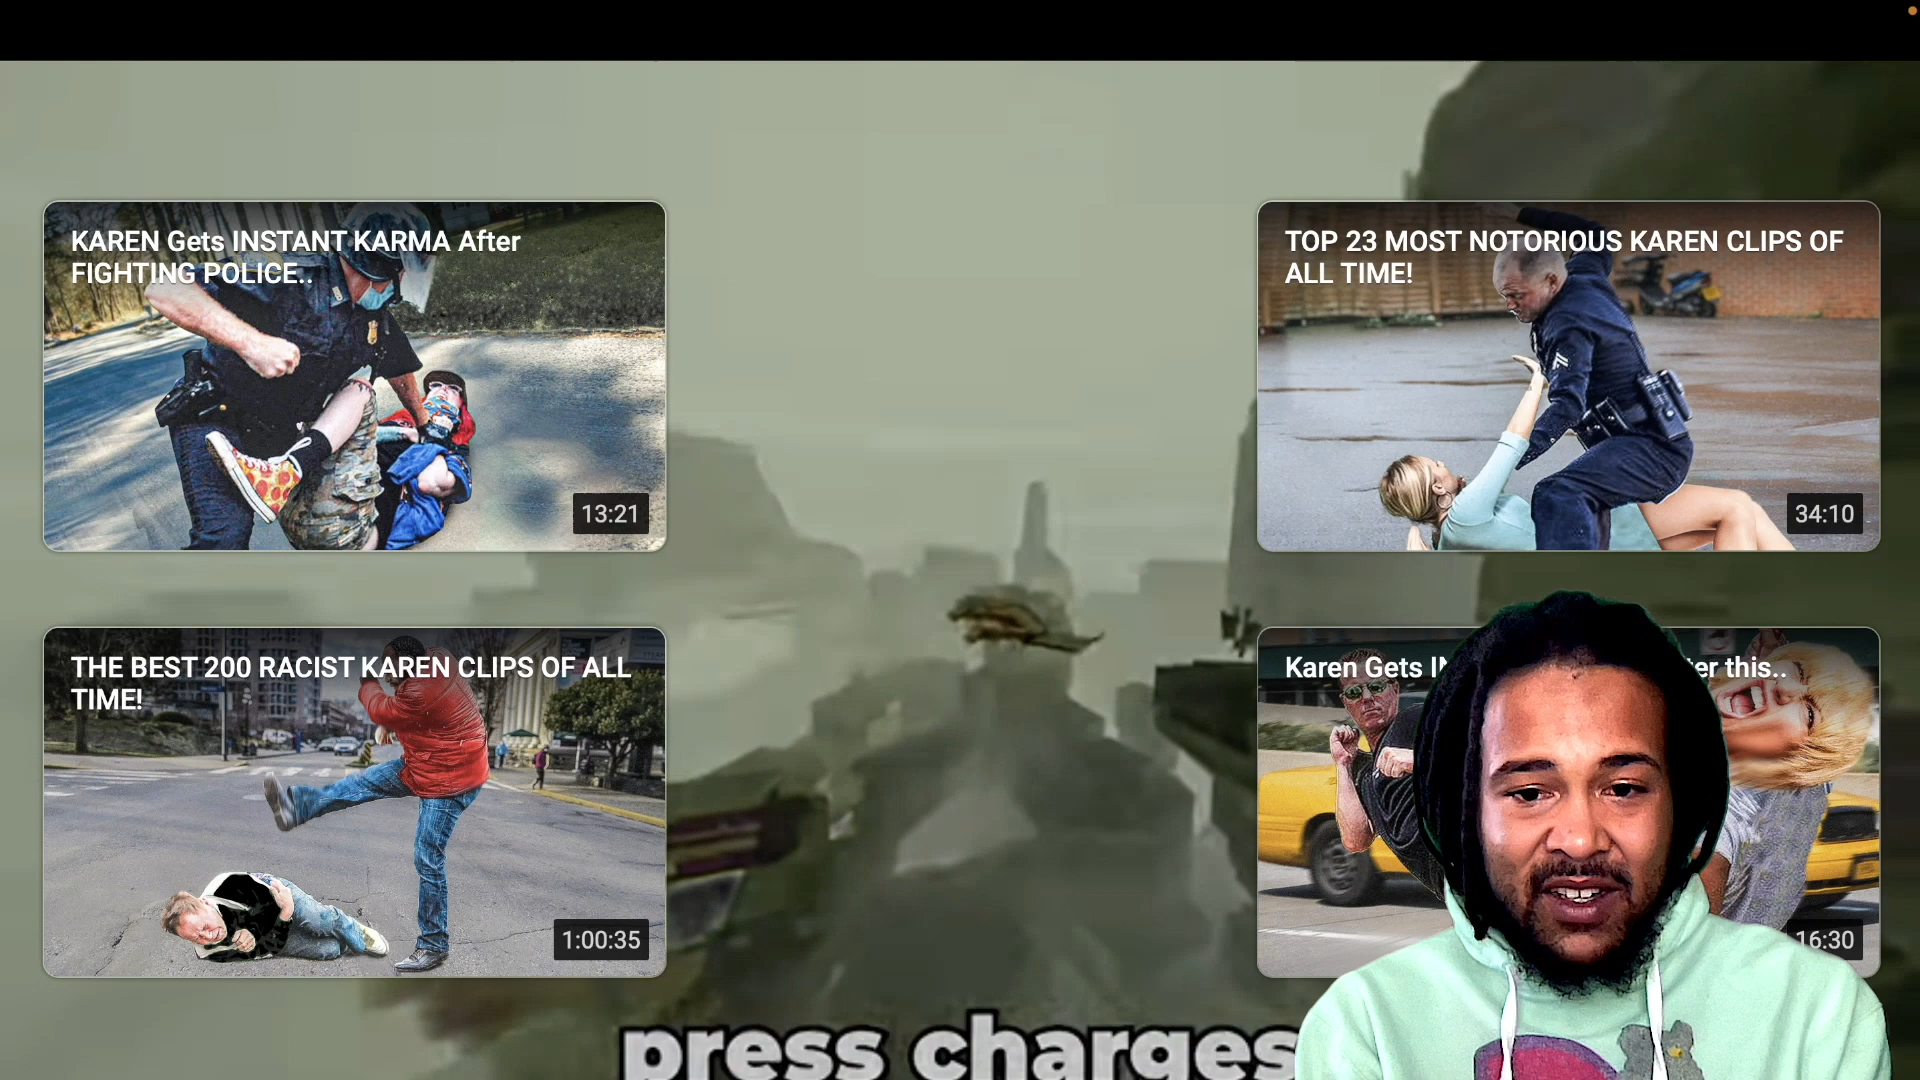 KAREN Gets INSTANT KARMA After
FIGHTING POLICE..
13:21
TOP 23 MOST NOTORIOUS KAREN CLIPS OF
ALL TIME!
34:10
THE BEST 200 RACIST KAREN CLIPS OF ALL
TIME!
1:00:35
Karen Gets this..
16:30
press charges